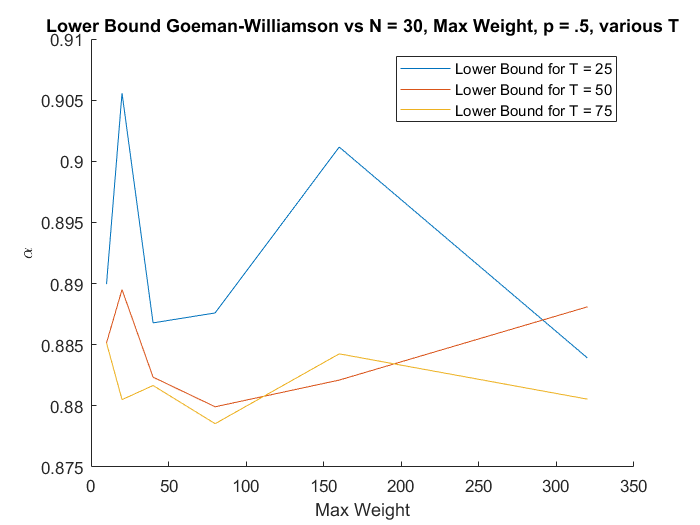 Lower Bound Goeman-Williamson vs N = 30, Max Weight, p = .5, various T
0.91
0.905
0.9
0.895
0.89
0.885
0.88
0.875
α
Lower Bound for T = 25
Lower Bound for T = 50
Lower Bound for T = 75
0 50 100 150 200 250 300 350
Max Weight